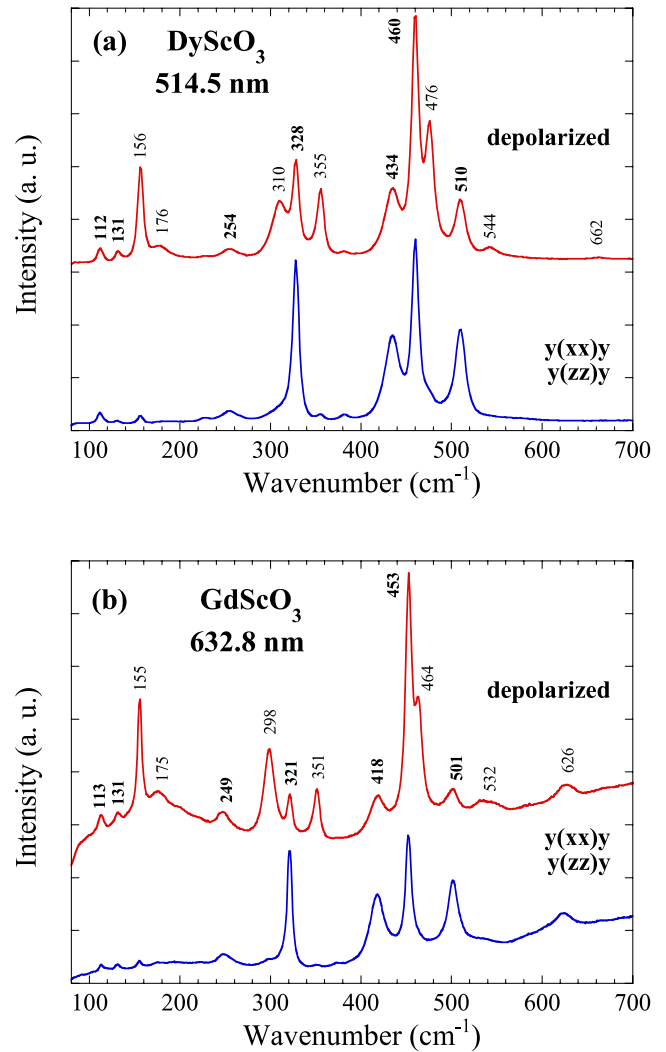 (a) DyScO3
514.5 nm
depolarized
112
131
156
176
254
310
328
355
434
460
476
510
544
662
y(xx)y
y(zz)y
Intensity (a. u.)
100 200 300 400 500 600 700
Wavenumber (cm-1)
(b) GdScO3
632.8 nm
depolarized
113
131
155
175
249
298
321
351
418
453
464
501
532
626
y(xx)y
y(zz)y
Intensity (a. u.)
100 200 300 400 500 600 700
Wavenumber (cm-1)